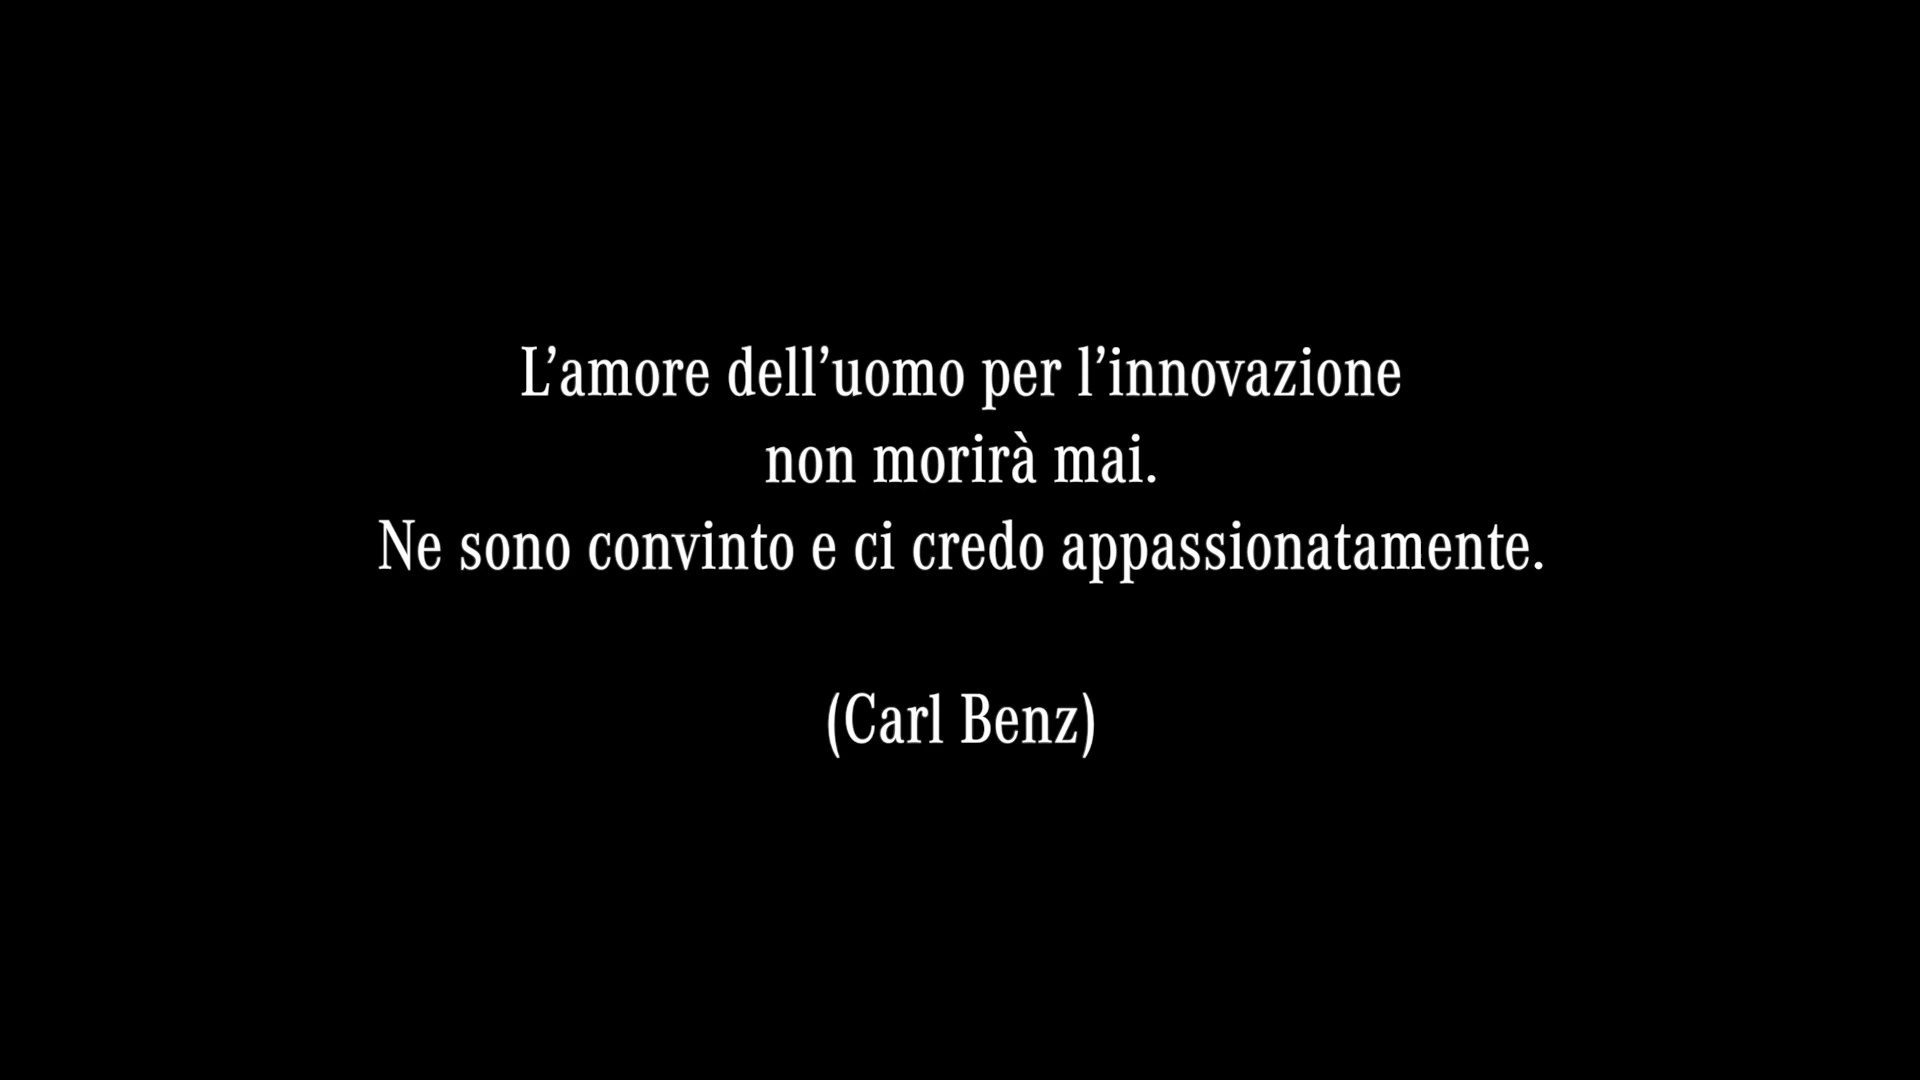 L’amore dell’uomo per l’innovazione
non morirà mai.
Ne sono convinto e ci credo appassionatamente.
(Carl Benz)